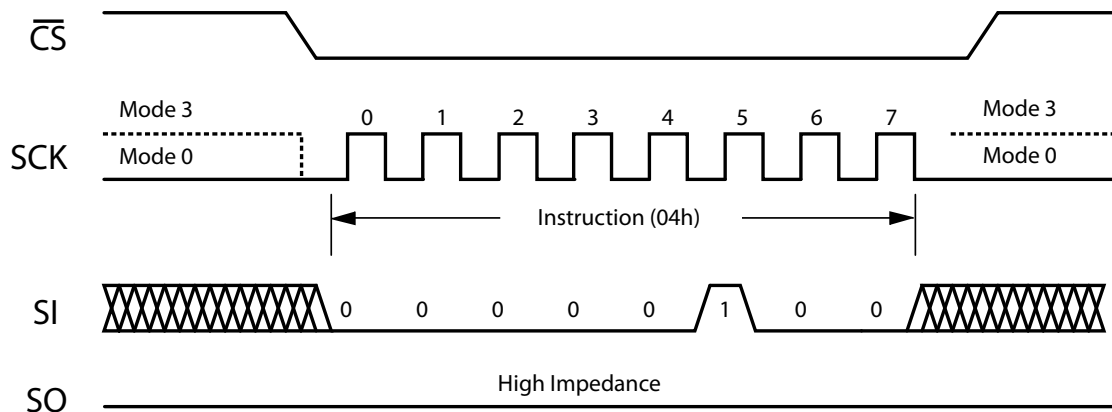 C̅S̅
Mode 3 0 1 2 3 4 5 6 7 Mode 3
SCK Mode 0 Mode 0
Instruction (04h)
SI 0 0 0 0 0 1 0 0
High Impedance
SO